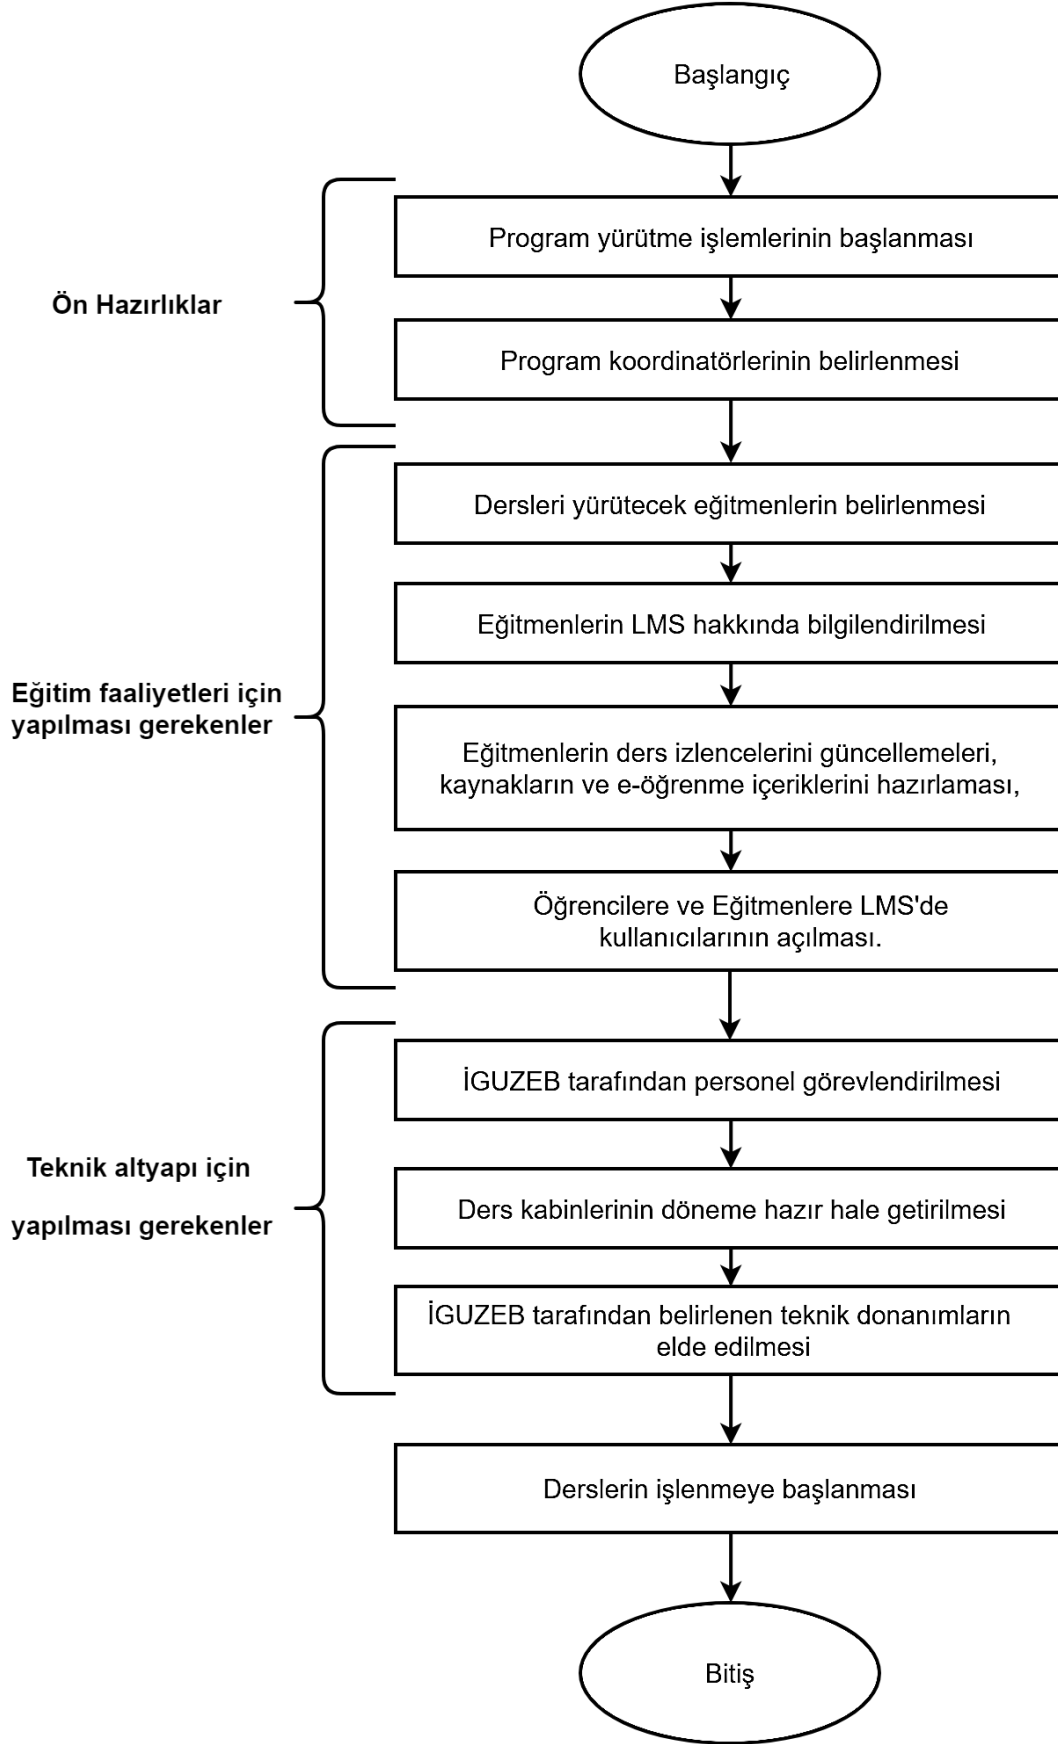 Başlangıç
Program yürütme işlemlerinin başlanması
Ön Hazırlıklar
Program koordinatörlerinin belirlenmesi
Dersleri yürütecek eğitmenlerin belirlenmesi
Eğitmenlerin LMS hakkında bilgilendirilmesi
Eğitim faaliyetleri için
yapılması gerekenler
Eğitmenlerin ders izlencelerini güncellemeleri,
kaynakların ve e-öğrenme içeriklerini hazırlaması,
Öğrencilere ve Eğitmenlere LMS'de
kullanıcılarının açılması.
İGUZEB tarafından personel görevlendirilmesi
Teknik altyapı için
yapılması gerekenler
Ders kabinlerinin döneme hazır hale getirilmesi
İGUZEB tarafından belirlenen teknik donanımların
elde edilmesi
Derslerin işlenmeye başlanması
Bitiş